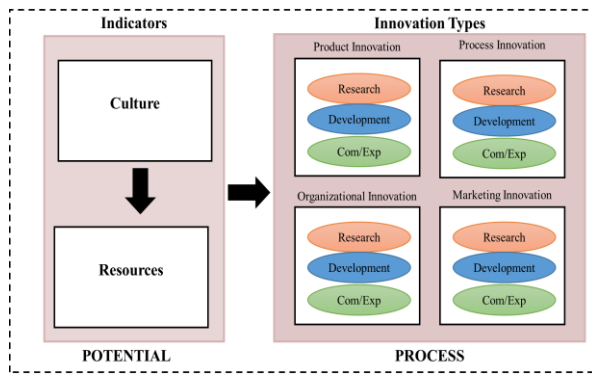 Indicators
Culture
Resources
POTENTIAL
Innovation Types
Product Innovation
Research
Development
Com/Exp
Process Innovation
Research
Development
Com/Exp
Organizational Innovation
Research
Development
Com/Exp
Marketing Innovation
Research
Development
Com/Exp
PROCESS